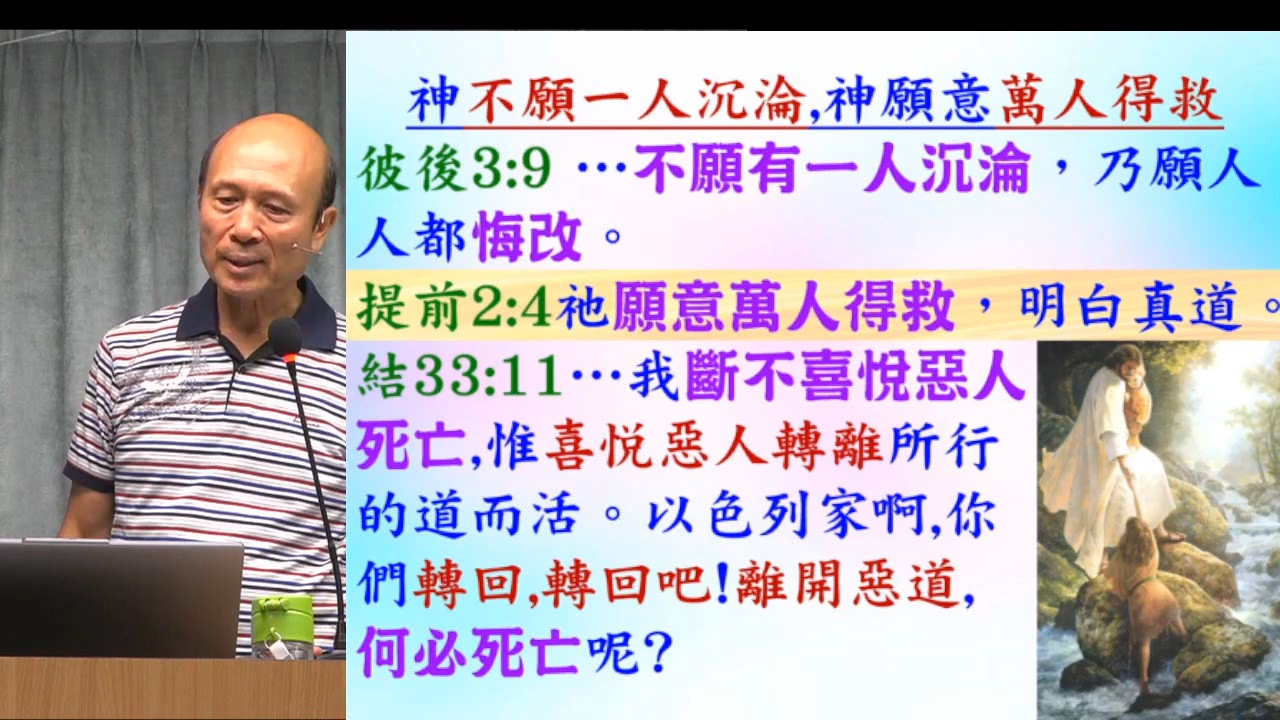 神不願一人沉淪,神願意萬人得救
彼後3:9 …不願有一人沉淪，乃願人
人都悔改。
提前2:4祂願意萬人得救，明白真道。
結33:11…我斷不喜悅惡人
死亡,惟喜悅惡人轉離所行
的道而活。以色列家啊,你
們轉回,轉回吧!離開惡道,
何必死亡呢?